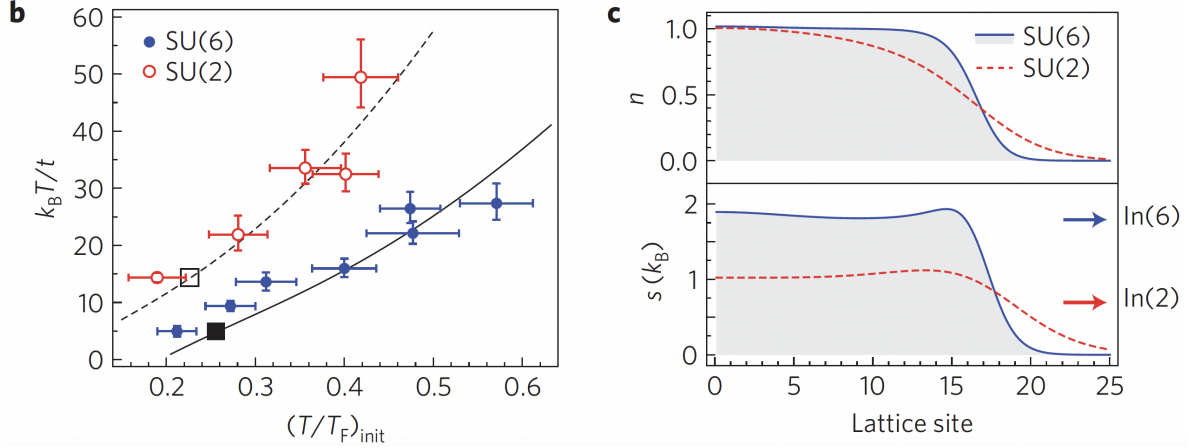 b
60
50
40
30
20
10
0
k_BT/t
SU(6)
SU(2)
0.2 0.3 0.4 0.5 0.6
(T/T_F)_init
c
1.0
0.5
0.0
n
SU(6)
SU(2)
2
1
0
s (k_B)
ln(6)
ln(2)
0 5 10 15 20 25
Lattice site